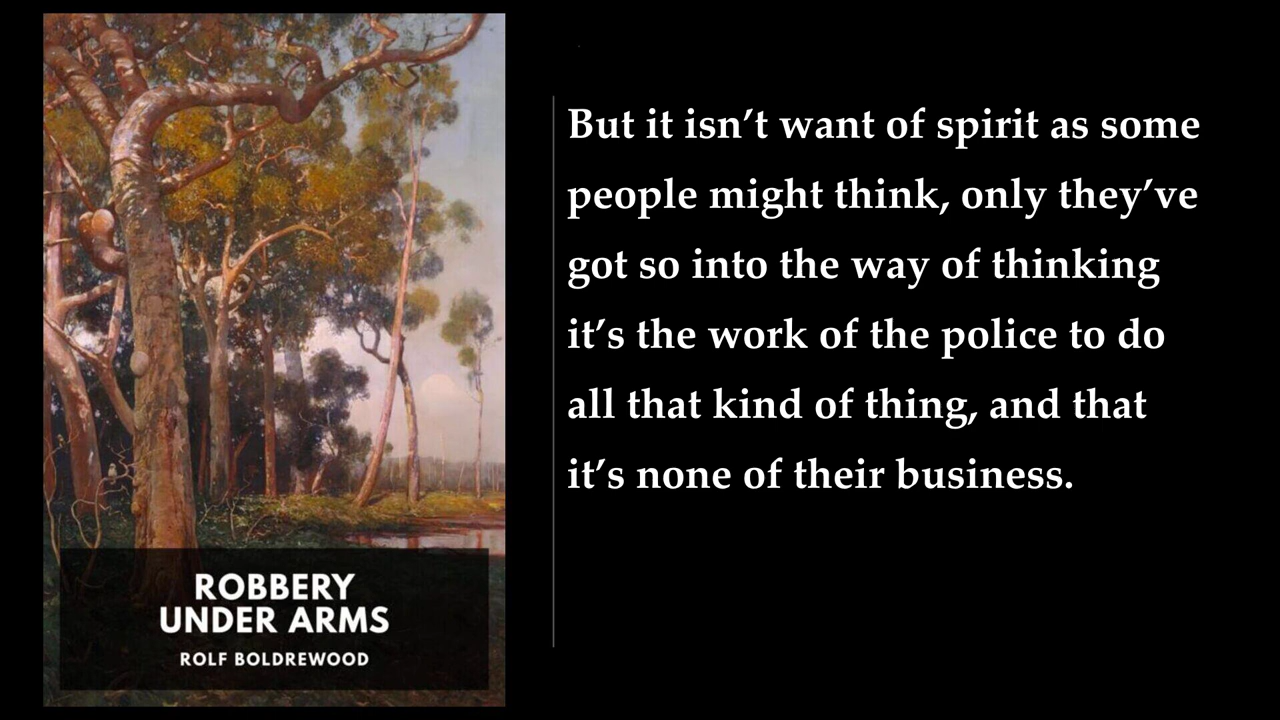 But it isn’t want of spirit as some
people might think, only they’ve
got so into the way of thinking
it’s the work of the police to do
all that kind of thing, and that
it’s none of their business.
ROBBERY
UNDER ARMS
ROLF BOLDREWOOD